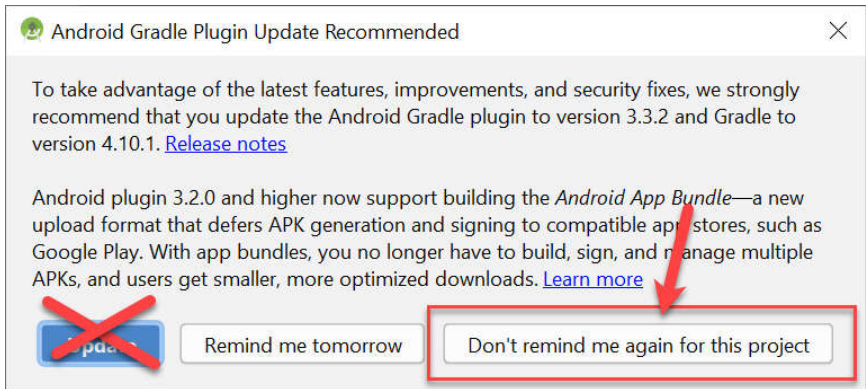 Android Gradle Plugin Update Recommended
To take advantage of the latest features, improvements, and security fixes, we strongly
recommend that you update the Android Gradle plugin to version 3.3.2 and Gradle to
version 4.10.1. Release notes
Android plugin 3.2.0 and higher now support building the Android App Bundle—a new
upload format that defers APK generation and signing to compatible app stores, such as
Google Play. With app bundles, you no longer have to build, sign, and manage multiple
APKs, and users get smaller, more optimized downloads. Learn more
Update
Remind me tomorrow
Don't remind me again for this project